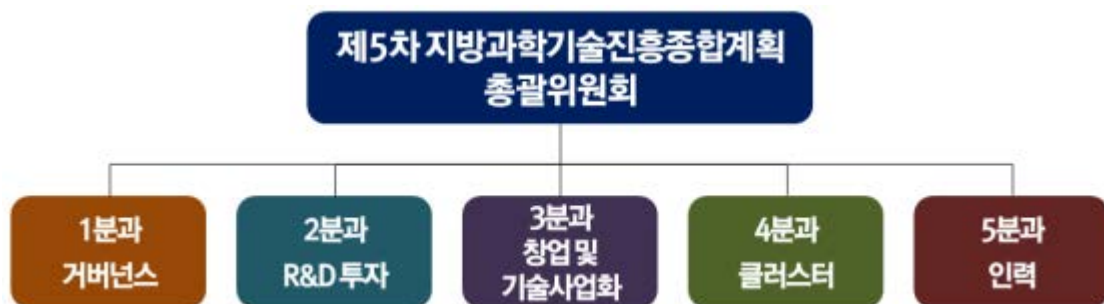 제5차 지방과학기술진흥종합계획
총괄위원회
1분과
거버넌스
2분과
R&D 투자
3분과
창업 및
기술사업화
4분과
클러스터
5분과
인력